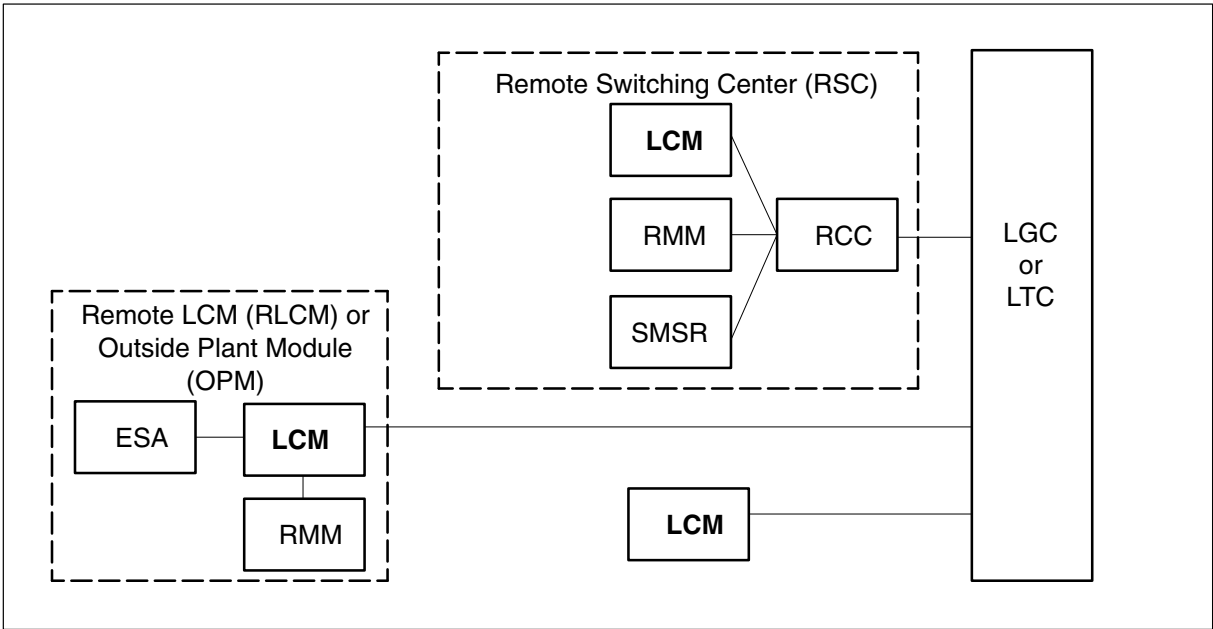 Remote Switching Center (RSC)
LCM
RMM
RCC
SMSR
LGC
or
LTC
Remote LCM (RLCM) or
Outside Plant Module
(OPM)
ESA
LCM
RMM
LCM